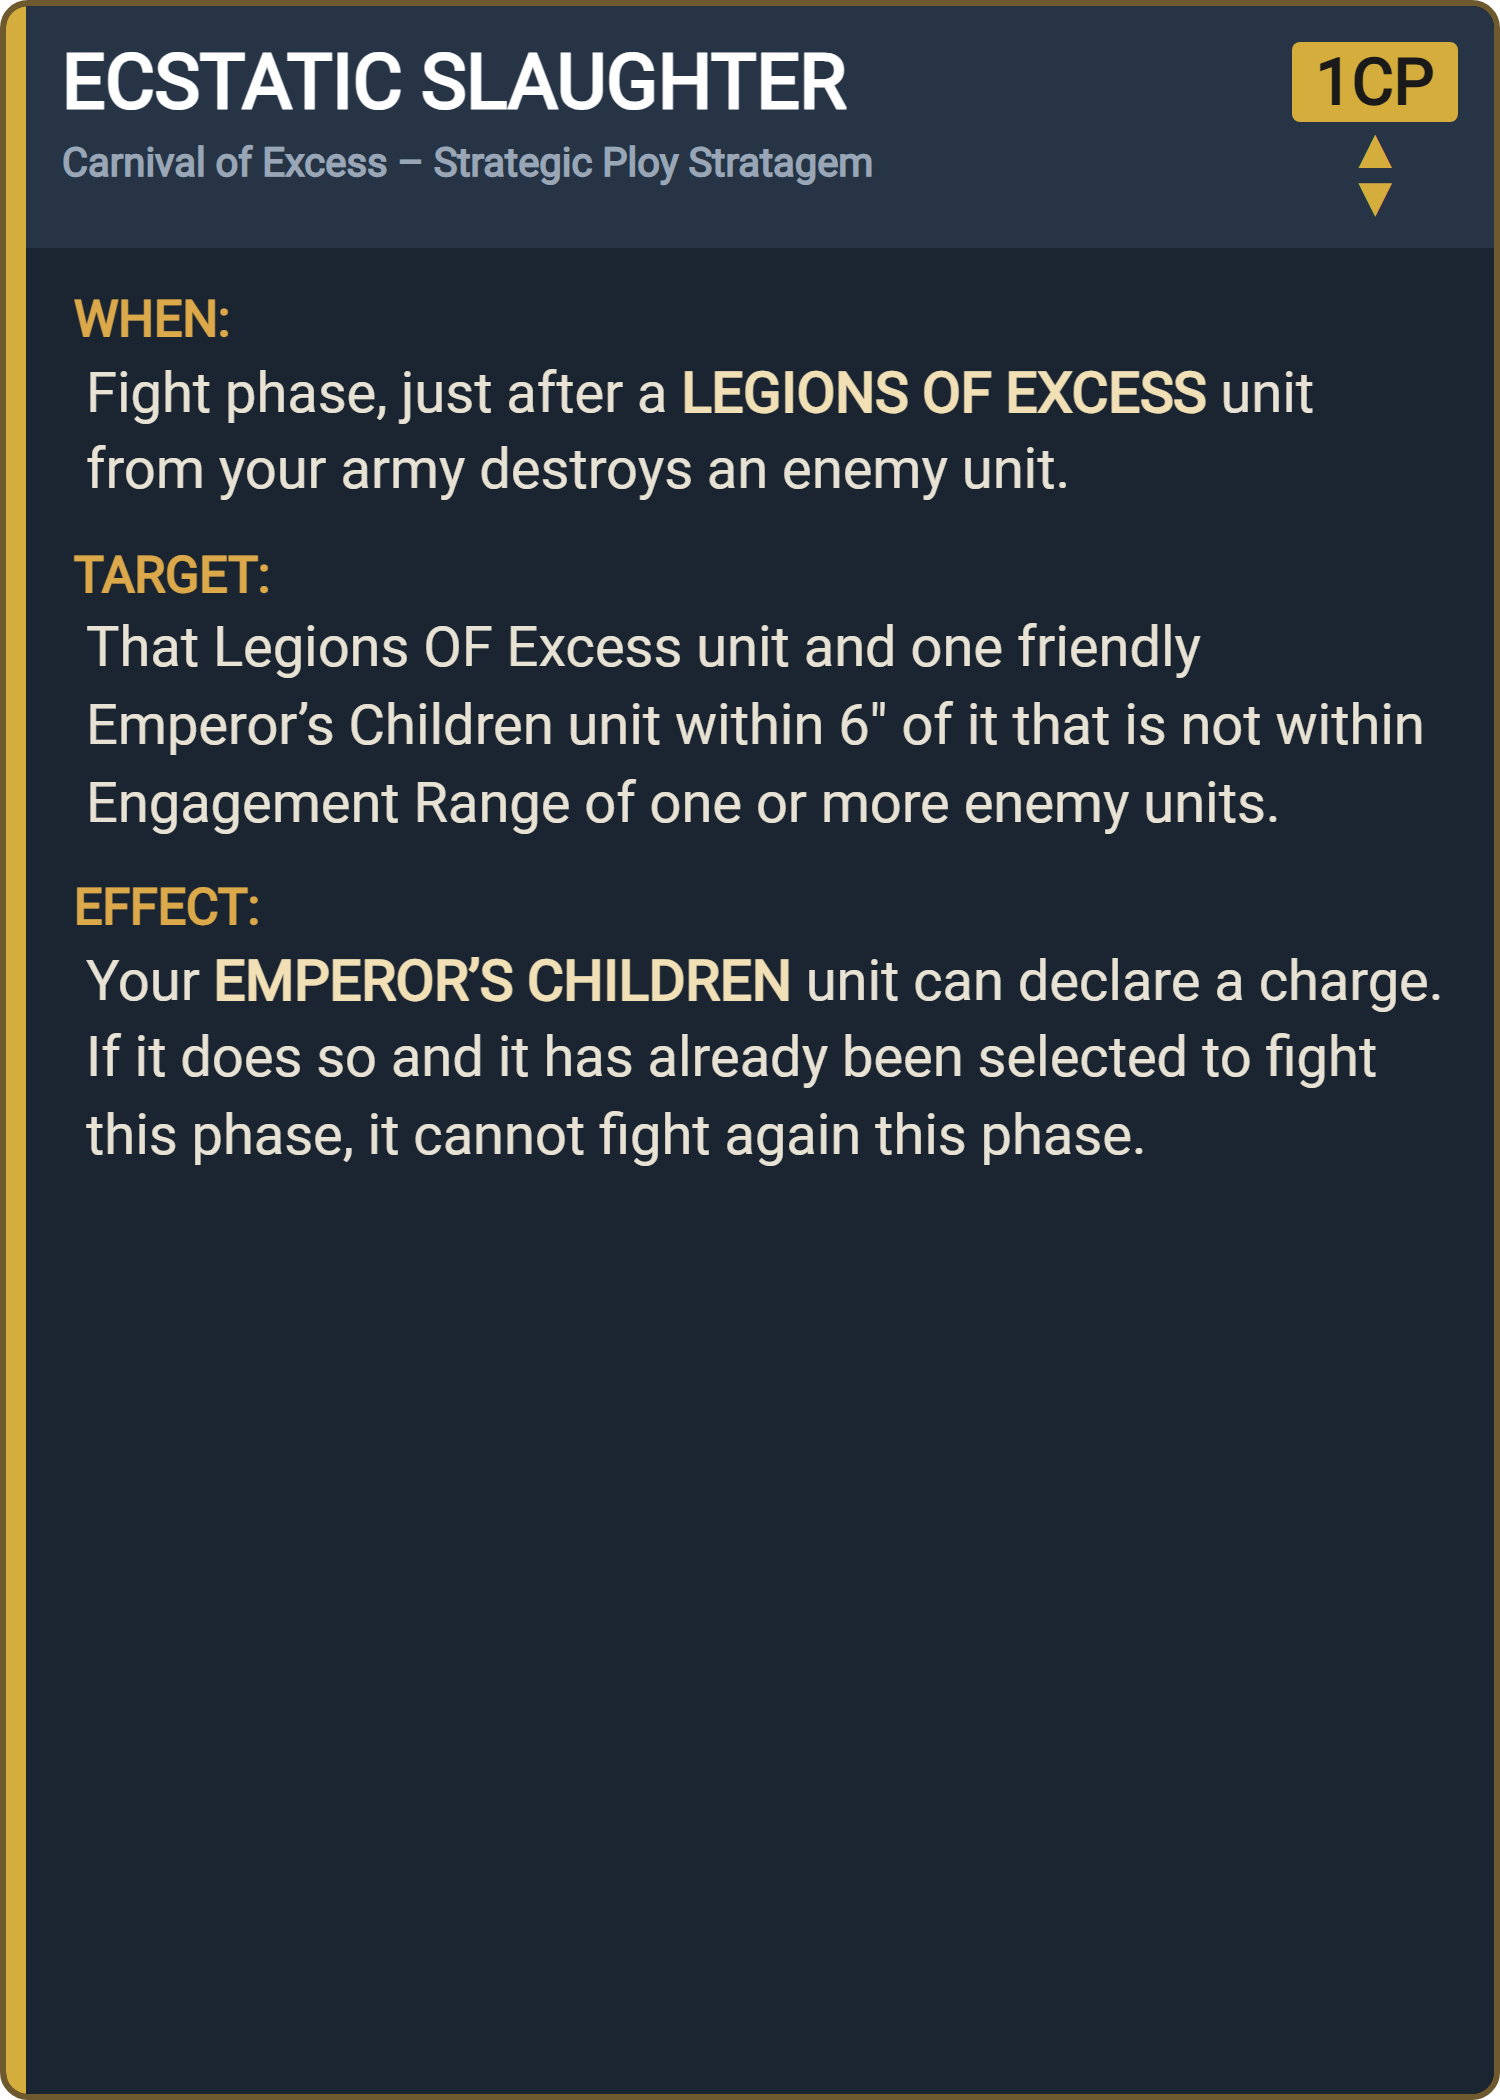 ECSTATIC SLAUGHTER
1CP
Carnival of Excess – Strategic Ploy Stratagem
▲
▼
WHEN:
Fight phase, just after a LEGIONS OF EXCESS unit
from your army destroys an enemy unit.
TARGET:
That Legions OF Excess unit and one friendly
Emperor’s Children unit within 6" of it that is not within
Engagement Range of one or more enemy units.
EFFECT:
Your EMPEROR’S CHILDREN unit can declare a charge.
If it does so and it has already been selected to fight
this phase, it cannot fight again this phase.